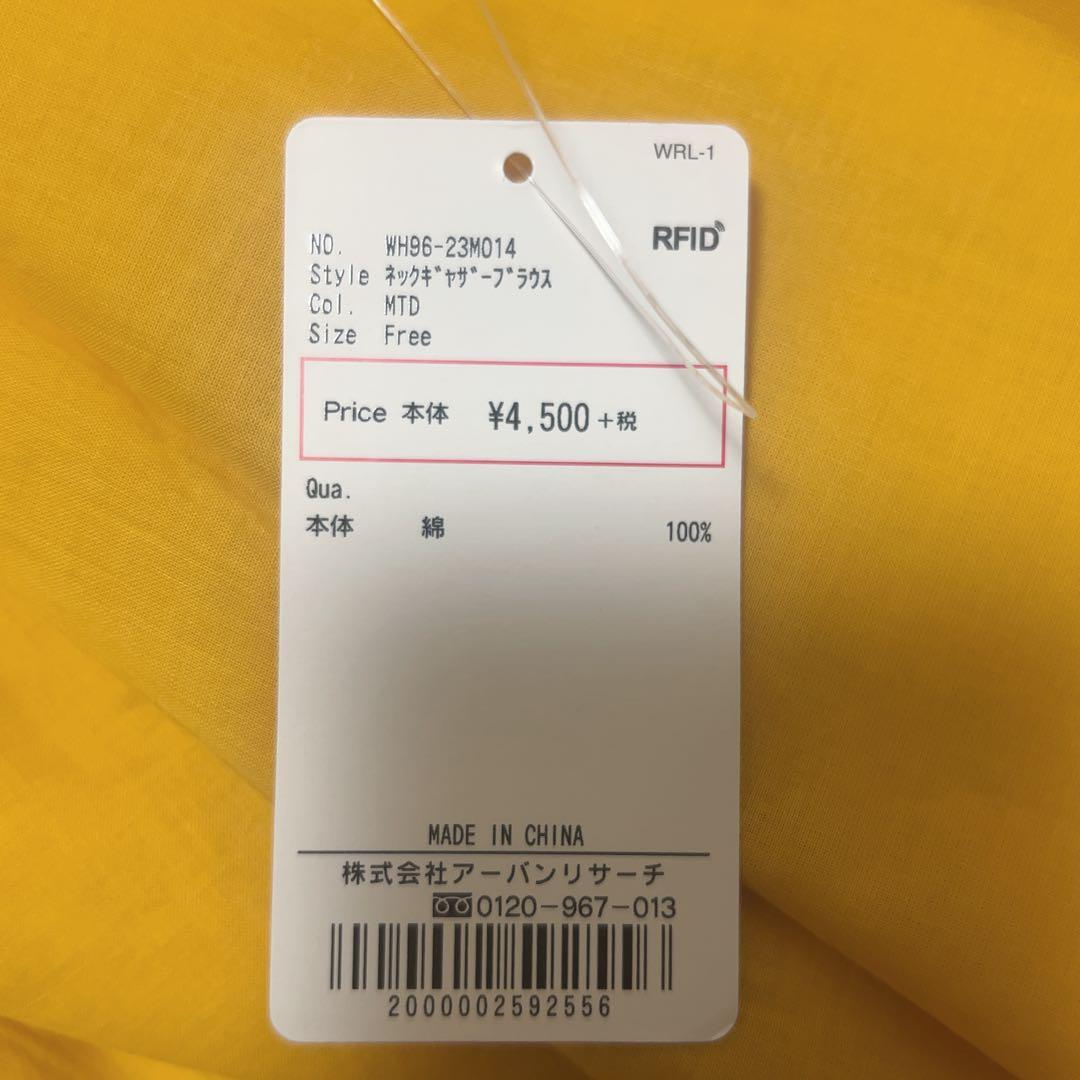 WRL-1
RFID
NO. WH96-23M014
Style ﾈｯｸｷﾞｬｻﾞｰﾌﾞﾗｳｽ
Col. MTD
Size Free
Price 本体 ¥4,500+税
Qua.
本体 綿 100%
MADE IN CHINA
株式会社アーバンリサーチ
0120-967-013
2000002592556